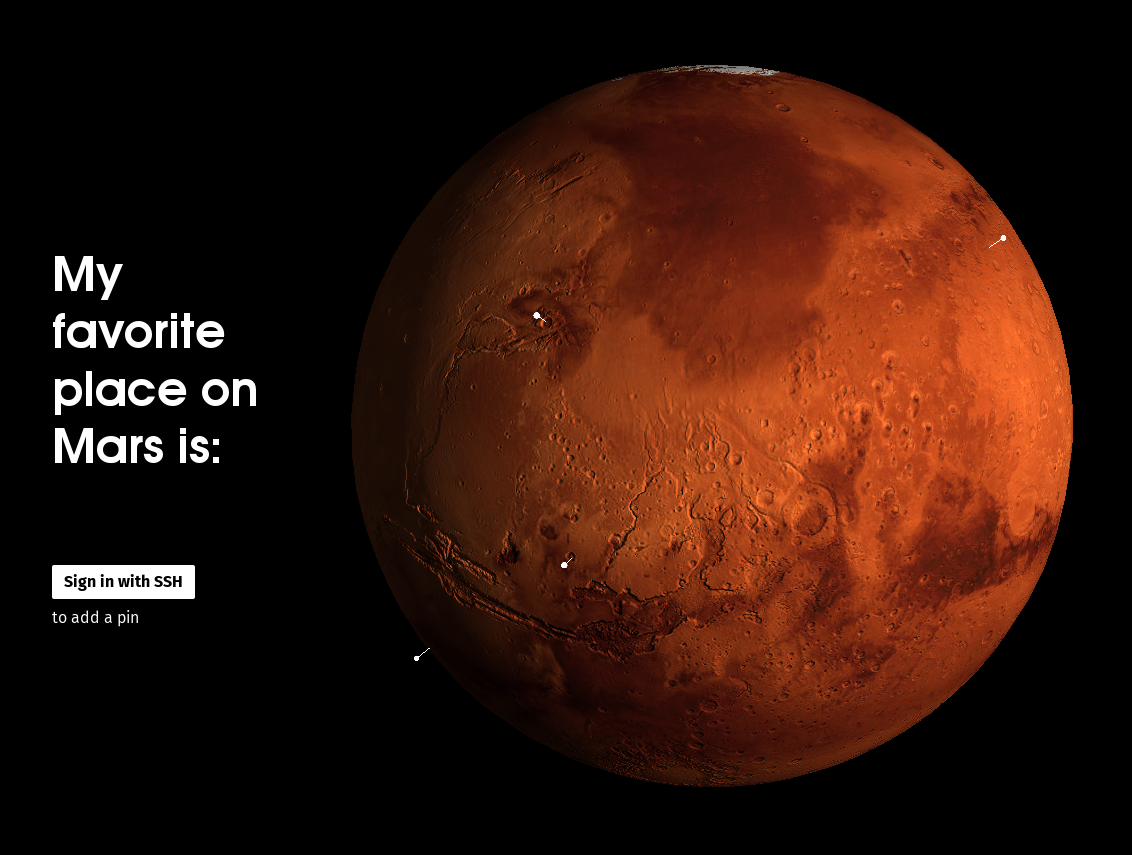 My
favorite
place on
Mars is:
Sign in with SSH
to add a pin